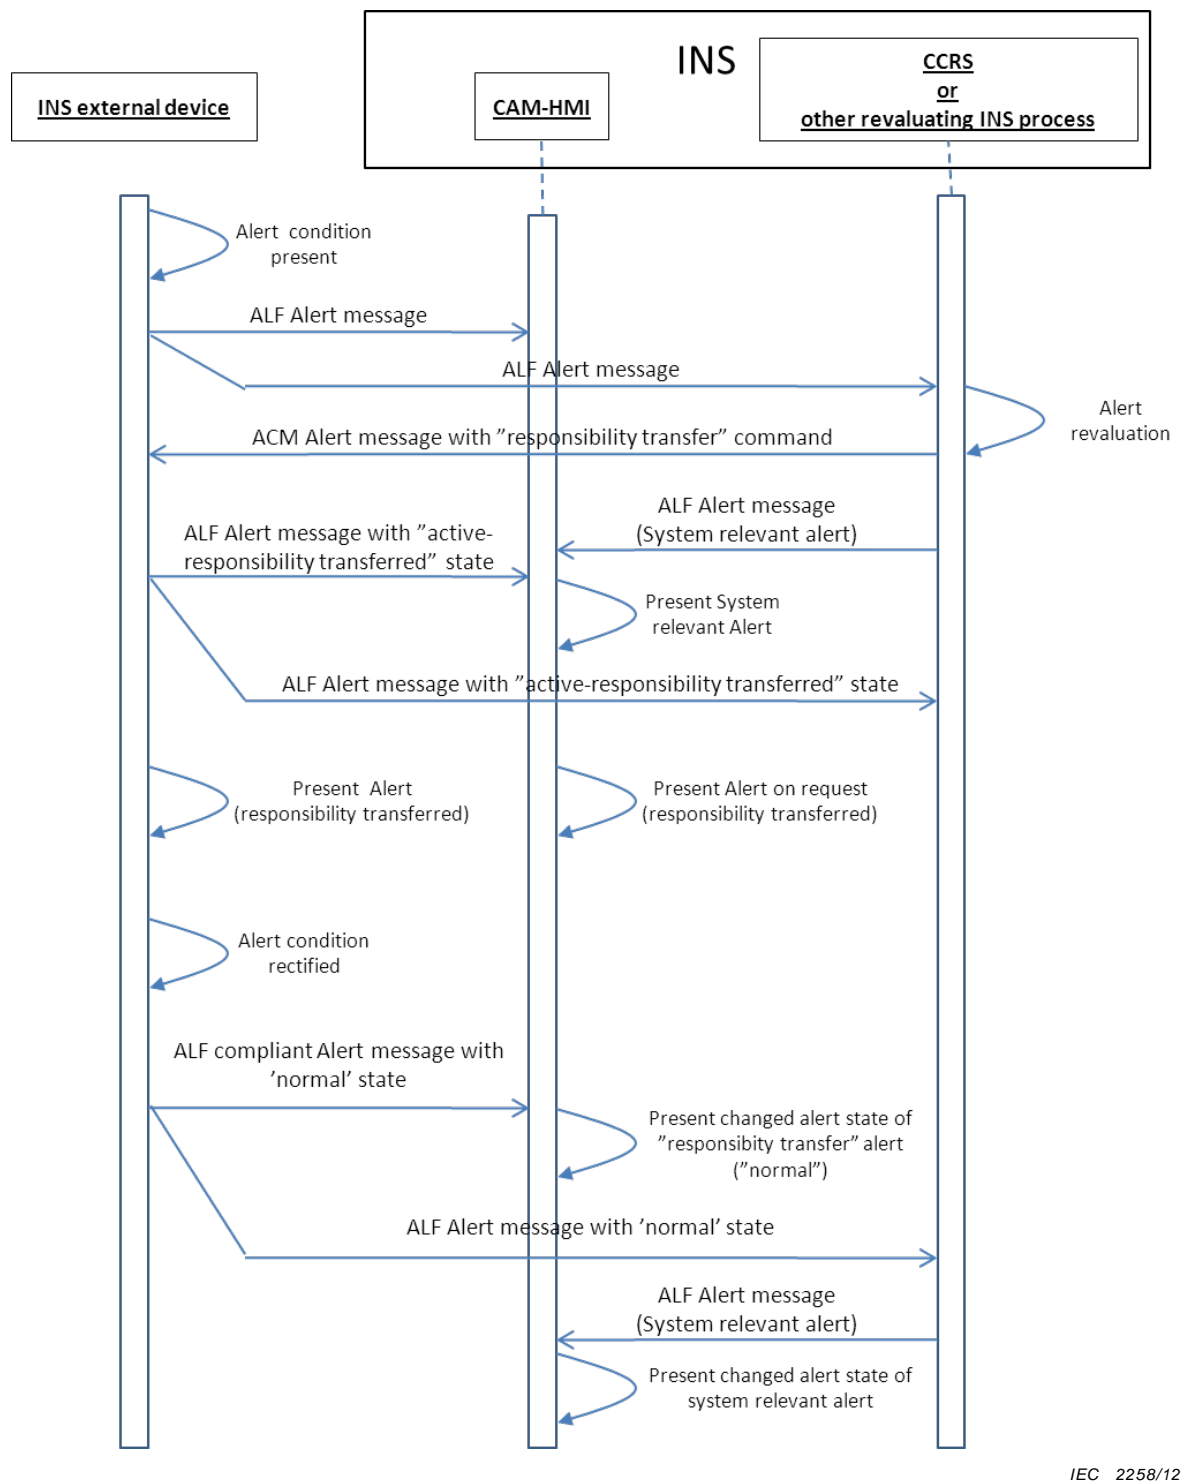 INS
INS external device
CAM-HMI
CCRS
or
other revaluating INS process
Alert condition
present
ALF Alert message
ALF Alert message
Alert
revaluation
ACM Alert message with ”responsibility transfer” command
ALF Alert message
(System relevant alert)
ALF Alert message with ”active-
responsibility transferred” state
Present System
relevant Alert
ALF Alert message with ”active-responsibility transferred” state
Present Alert
(responsibility transferred)
Present Alert on request
(responsibility transferred)
Alert condition
rectified
ALF compliant Alert message with
’normal’ state
Present changed alert state of
”responsibity transfer” alert
(”normal”)
ALF Alert message with ’normal’ state
ALF Alert message
(System relevant alert)
Present changed alert state of
system relevant alert
IEC 2258/12